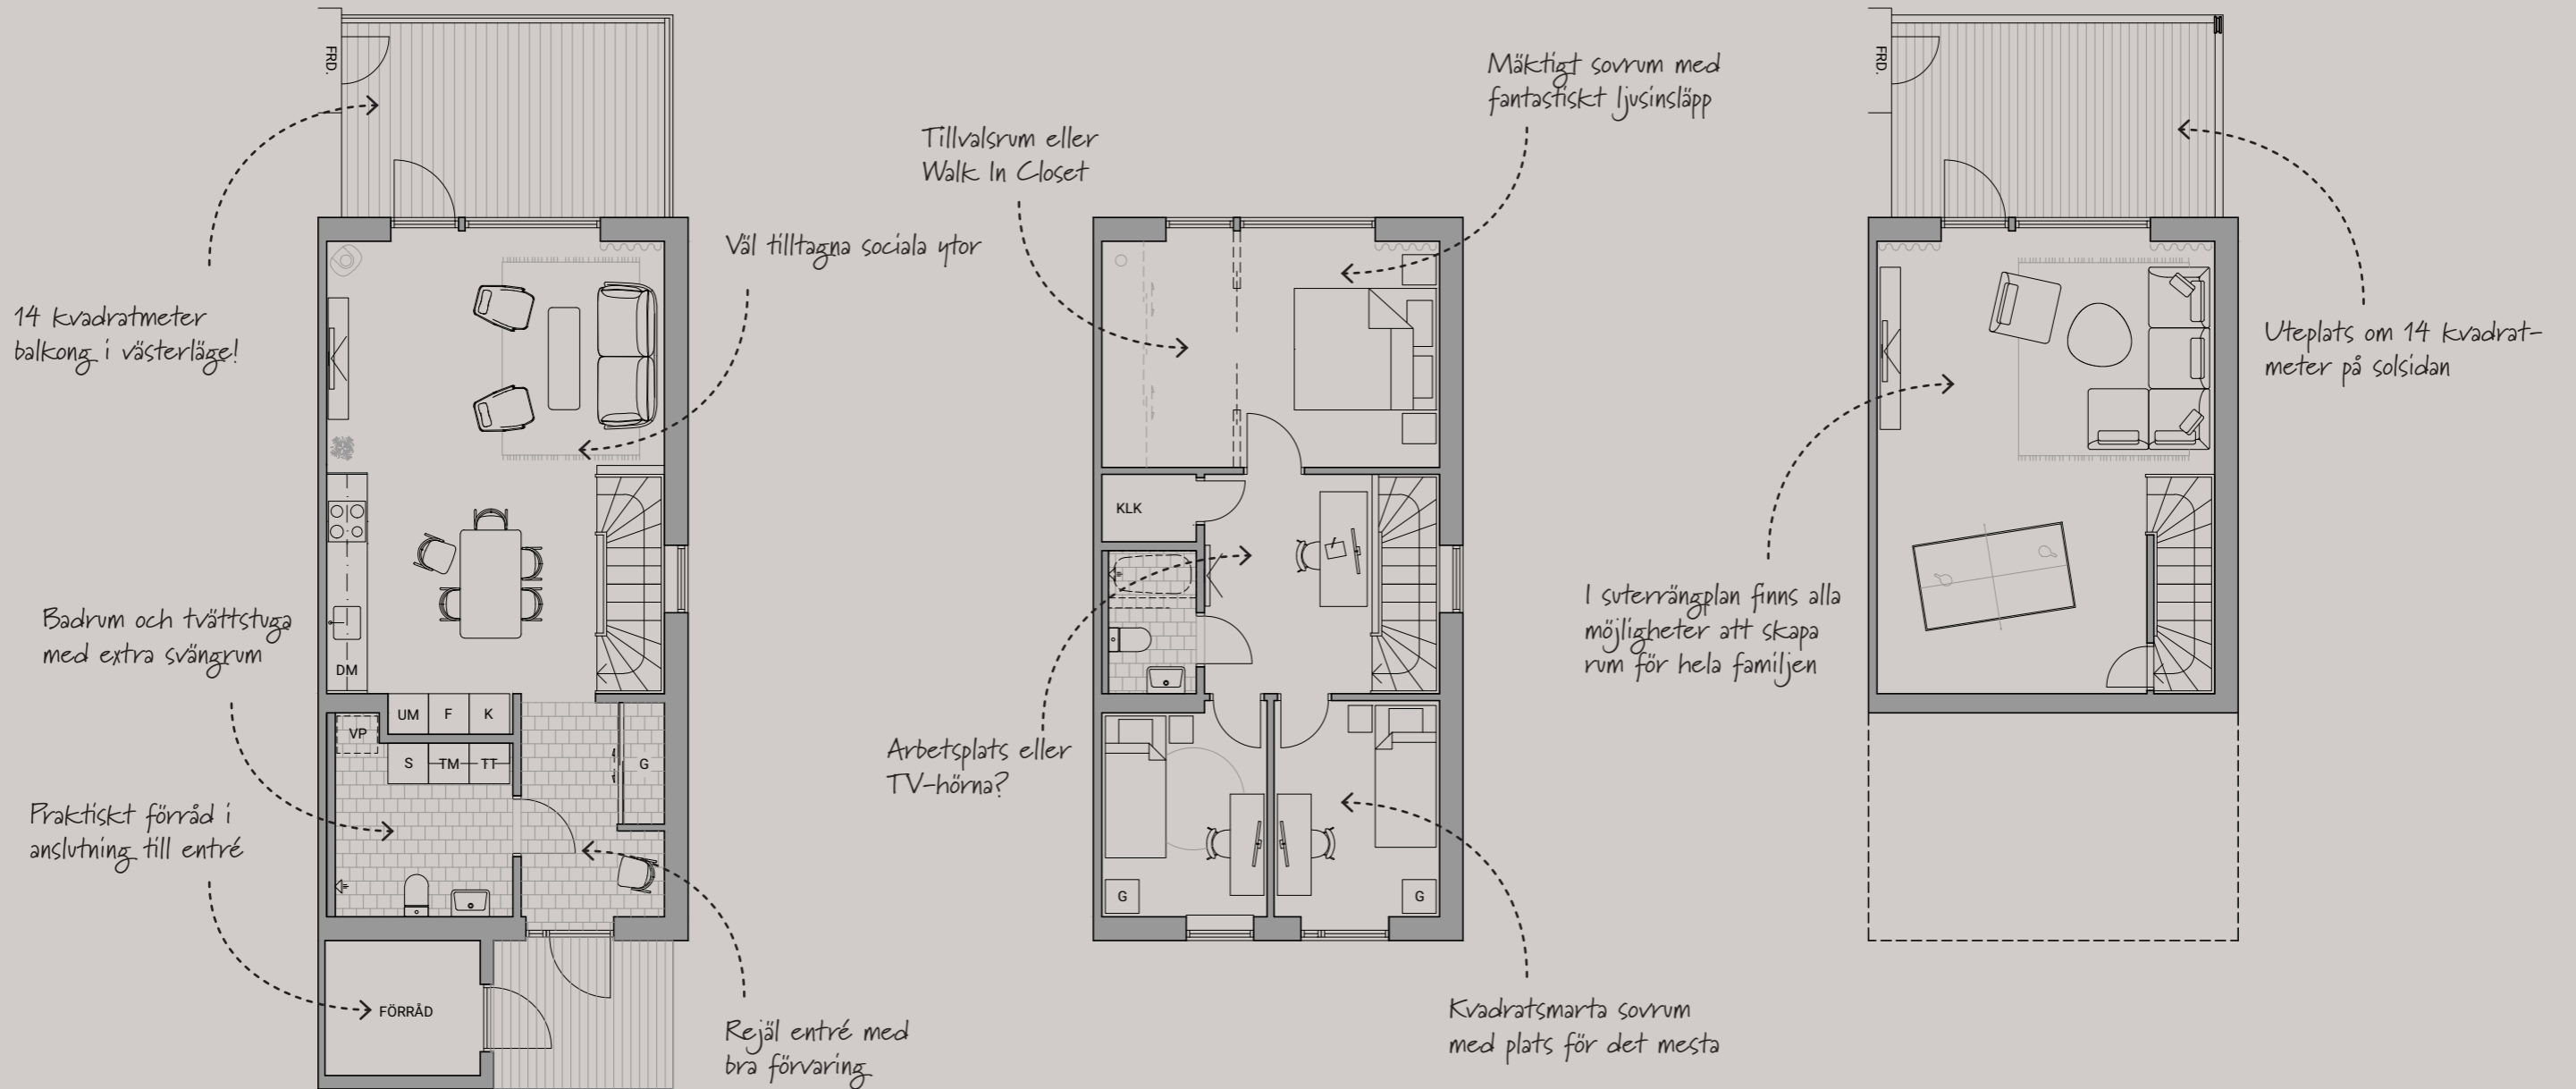 FRD.
14 kvadratmeter
balkong i västerläge!
Väl tilltagna sociala ytor
Badrum och tvättstuga
med extra svängrum
DM
UM F K
VP
S TM TT
G
Praktiskt förråd i
anslutning till entré
FÖRRÅD
Rejäl entré med
bra förvaring
Tillvalsrum eller
Walk In Closet
Mäktigt sovrum med
fantastiskt ljusinsläpp
KLK
Arbetsplats eller
TV-hörna?
G
G
Kvadratsmarta sovrum
med plats för det mesta
FRD.
Uteplats om 14 kvadrat-
meter på solsidan
I suterrängplan finns alla
möjligheter att skapa
rum för hela familjen